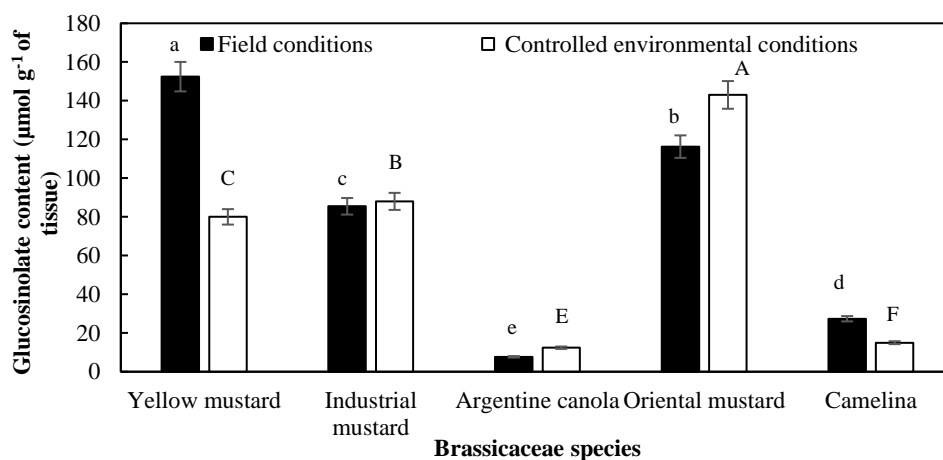 Glucosinolate content (µmol g-1 of
tissue)
180
160
140
120
100
80
60
40
20
0
Field conditions
Controlled environmental conditions
a
C
c
B
e
E
b
A
d
F
Yellow mustard
Industrial
mustard
Argentine canola
Oriental mustard
Camelina
Brassicaceae species